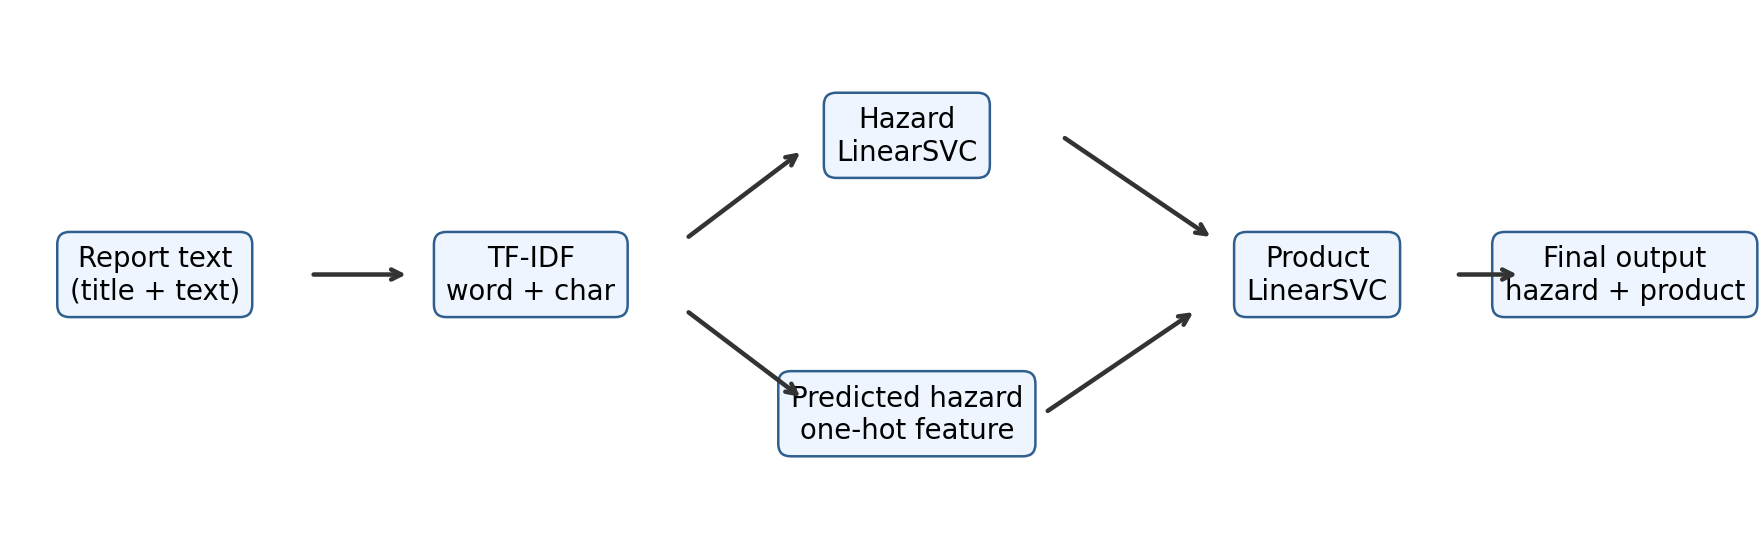 Report text
(title + text)
TF-IDF
word + char
Hazard
LinearSVC
Predicted hazard
one-hot feature
Product
LinearSVC
Final output
hazard + product